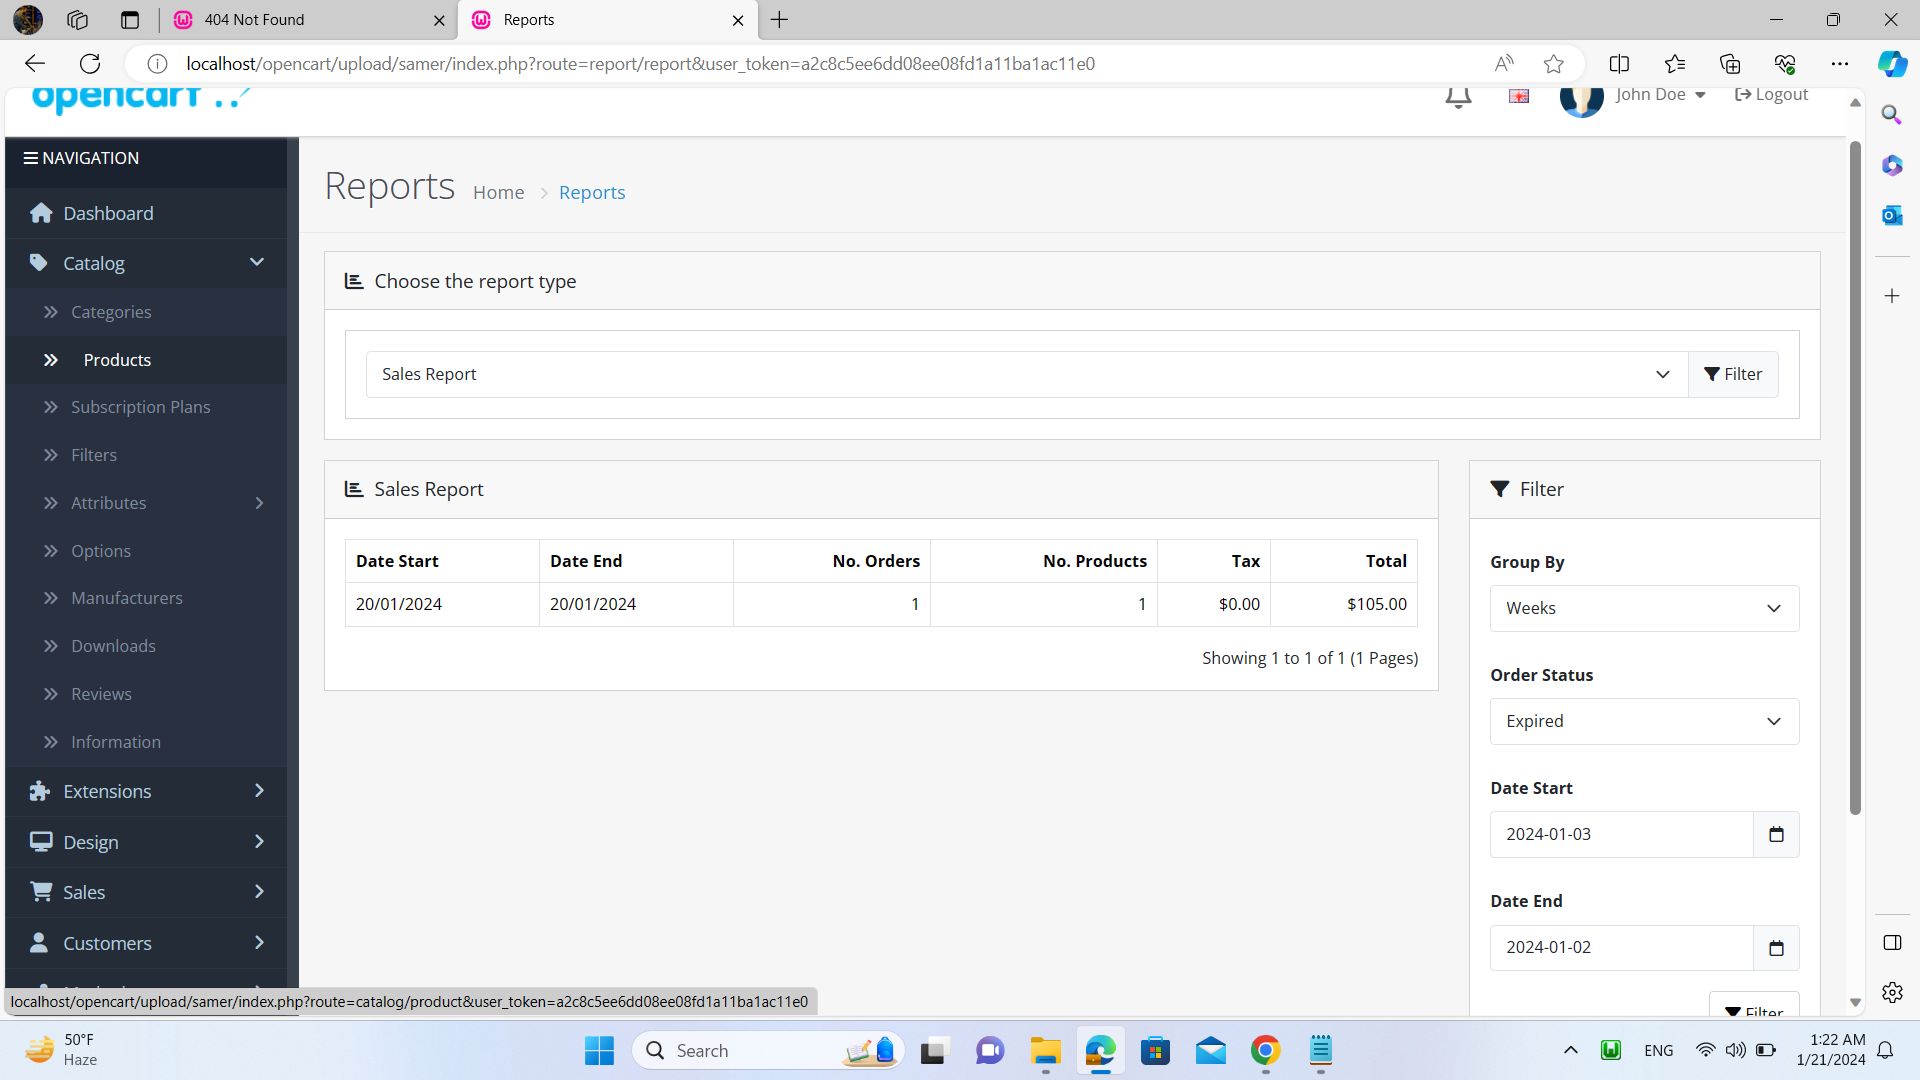 404 Not Found
Reports
localhost/opencart/upload/samer/index.php?route=report/report&user_token=a2c8c5ee6dd08ee08fd1a11ba1ac11e0
opencart
John Doe
Logout
NAVIGATION
Dashboard
Catalog
Categories
Products
Subscription Plans
Filters
Attributes
Options
Manufacturers
Downloads
Reviews
Information
Extensions
Design
Sales
Customers
Reports Home Reports
Choose the report type
Sales Report
Filter
Sales Report
Date Start Date End No. Orders No. Products Tax Total
20/01/2024 20/01/2024 1 1 $0.00 $105.00
Showing 1 to 1 of 1 (1 Pages)
Filter
Group By
Weeks
Order Status
Expired
Date Start
2024-01-03
Date End
2024-01-02
Filter
localhost/opencart/upload/samer/index.php?route=catalog/product&user_token=a2c8c5ee6dd08ee08fd1a11ba1ac11e0
50°F
Haze
Search
ENG
1:22 AM
1/21/2024